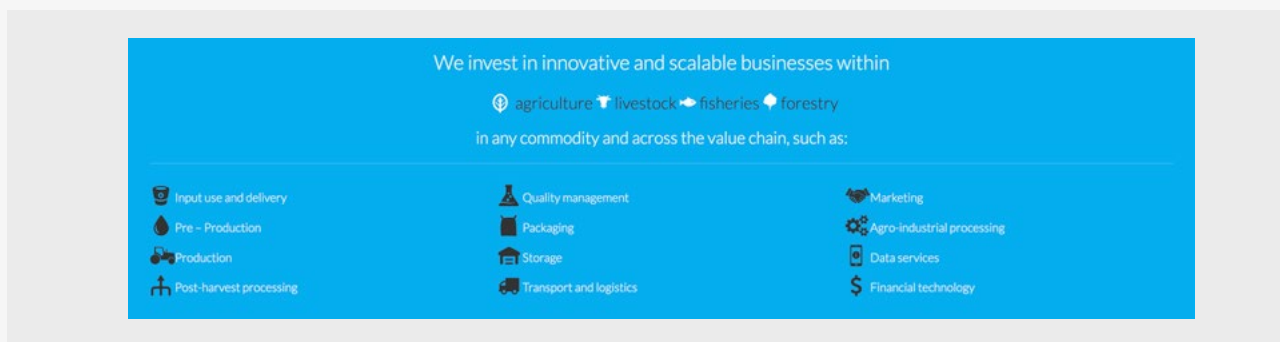 We invest in innovative and scalable businesses within
agriculture livestock fisheries forestry
in any commodity and across the value chain, such as:
Input use and delivery
Pre – Production
Production
Post-harvest processing
Quality management
Packaging
Storage
Transport and logistics
Marketing
Agro-industrial processing
Data services
Financial technology